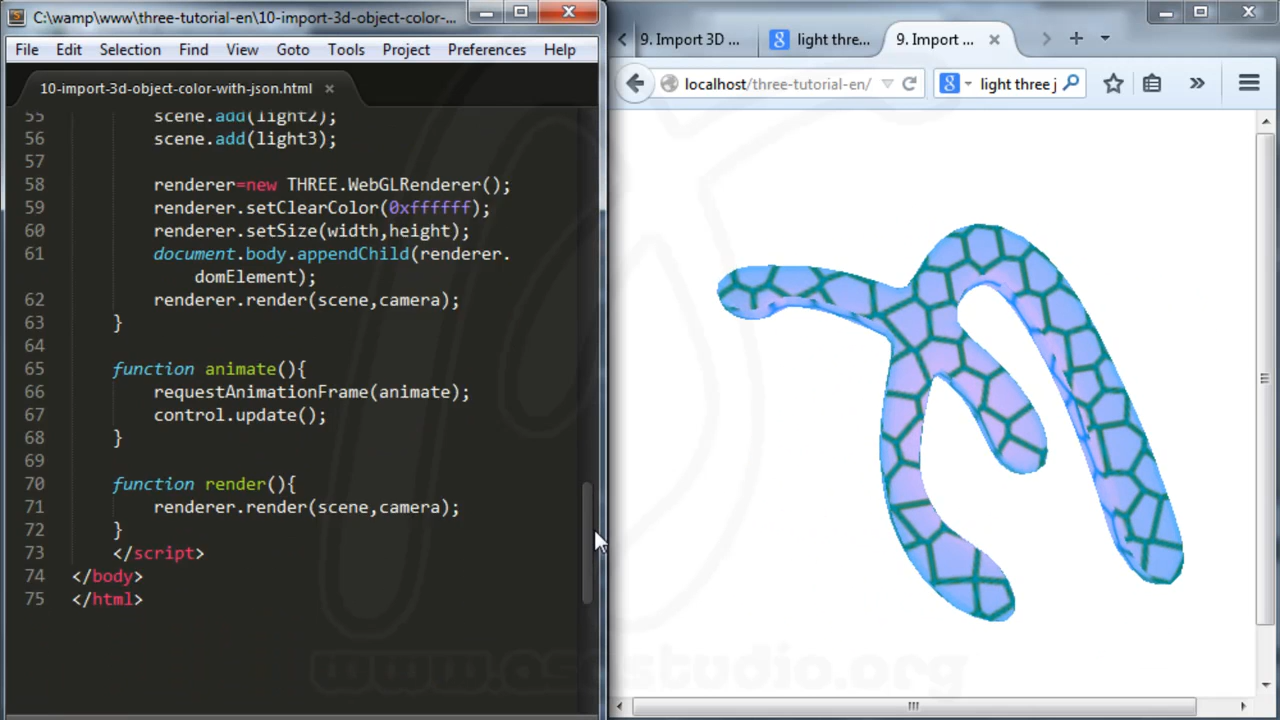 C:\wamp\www\three-tutorial-en\10-import-3d-object-color-...
File Edit Selection Find View Goto Tools Project Preferences Help
10-import-3d-object-color-with-json.html ×
55 scene.add(light2);
56 scene.add(light3);
57
58 renderer=new THREE.WebGLRenderer();
59 renderer.setClearColor(0xffffff);
60 renderer.setSize(width,height);
61 document.body.appendChild(renderer.
domElement);
62 renderer.render(scene,camera);
63 }
64
65 function animate(){
66 requestAnimationFrame(animate);
67 control.update();
68 }
69
70 function render(){
71 renderer.render(scene,camera);
72 }
73 </script>
74 </body>
75 </html>
9. Import 3D ... light thre... 9. Import ...
localhost/three-tutorial-en/ light three j